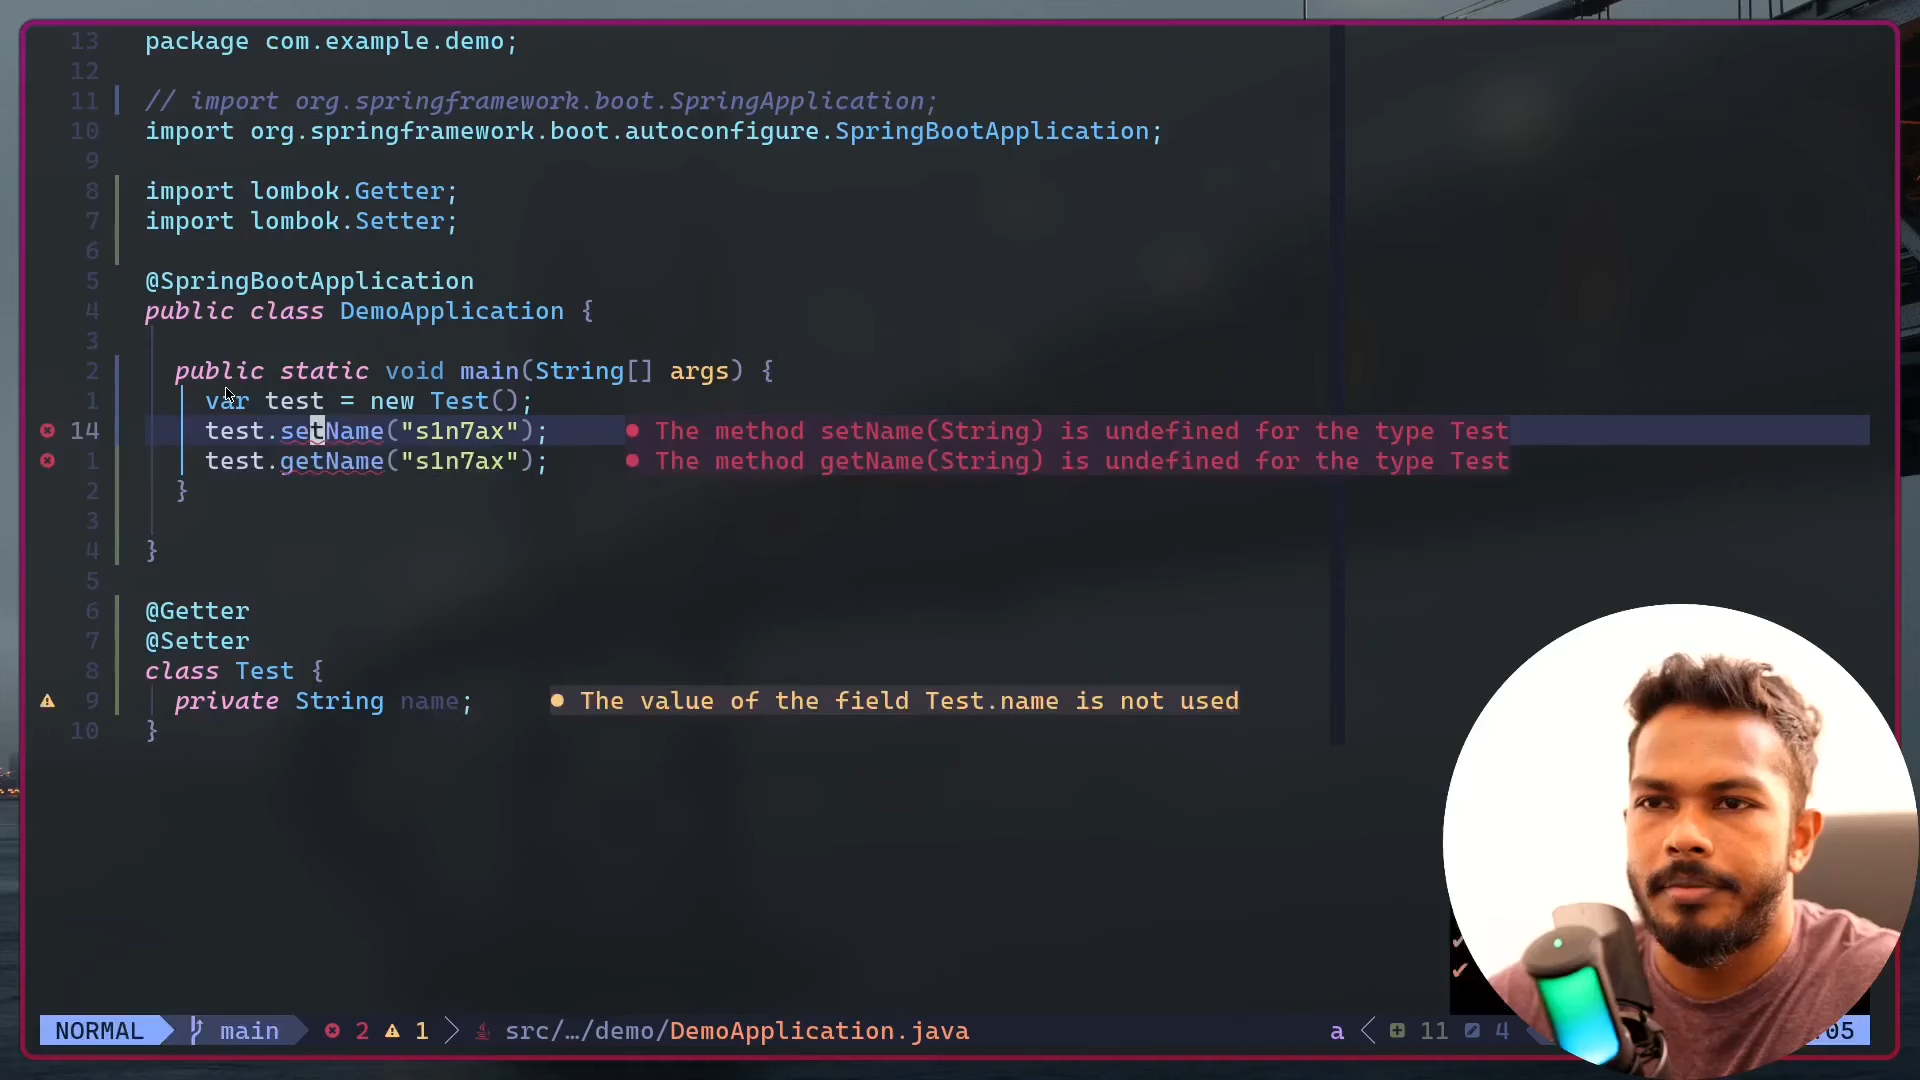 13 package com.example.demo;
12
11 // import org.springframework.boot.SpringApplication;
10 import org.springframework.boot.autoconfigure.SpringBootApplication;
9
8 import lombok.Getter;
7 import lombok.Setter;
6
5 @SpringBootApplication
4 public class DemoApplication {
3
2 public static void main(String[] args) {
1 var test = new Test();
14 test.setName("s1n7ax"); The method setName(String) is undefined for the type Test
1 test.getName("s1n7ax"); The method getName(String) is undefined for the type Test
2 }
3
4 }
5
6 @Getter
7 @Setter
8 class Test {
9 private String name; The value of the field Test.name is not used
10 }
NORMAL main 2 1 src/…/demo/DemoApplication.java a 11 4 05